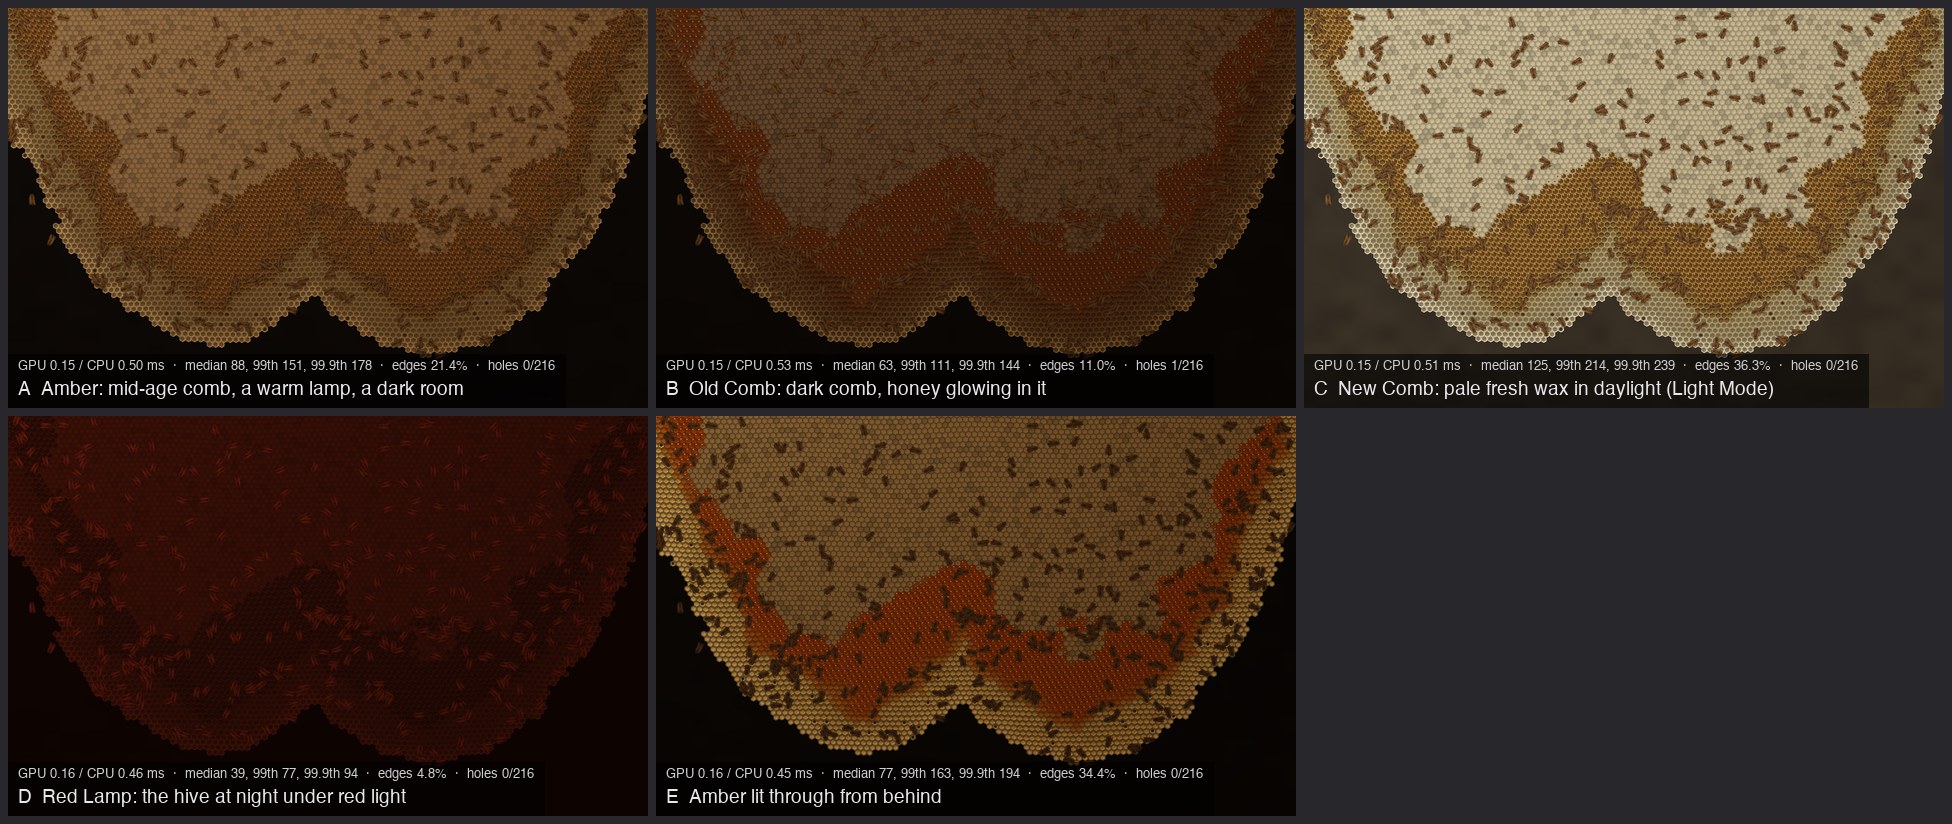 GPU 0.15 / CPU 0.50 ms · median 88, 99th 151, 99.9th 178 · edges 21.4% · holes 0/216
A Amber: mid-age comb, a warm lamp, a dark room
GPU 0.15 / CPU 0.53 ms · median 63, 99th 111, 99.9th 144 · edges 11.0% · holes 1/216
B Old Comb: dark comb, honey glowing in it
GPU 0.15 / CPU 0.51 ms · median 125, 99th 214, 99.9th 239 · edges 36.3% · holes 0/216
C New Comb: pale fresh wax in daylight (Light Mode)
GPU 0.16 / CPU 0.46 ms · median 39, 99th 77, 99.9th 94 · edges 4.8% · holes 0/216
D Red Lamp: the hive at night under red light
GPU 0.16 / CPU 0.45 ms · median 77, 99th 163, 99.9th 194 · edges 34.4% · holes 0/216
E Amber lit through from behind